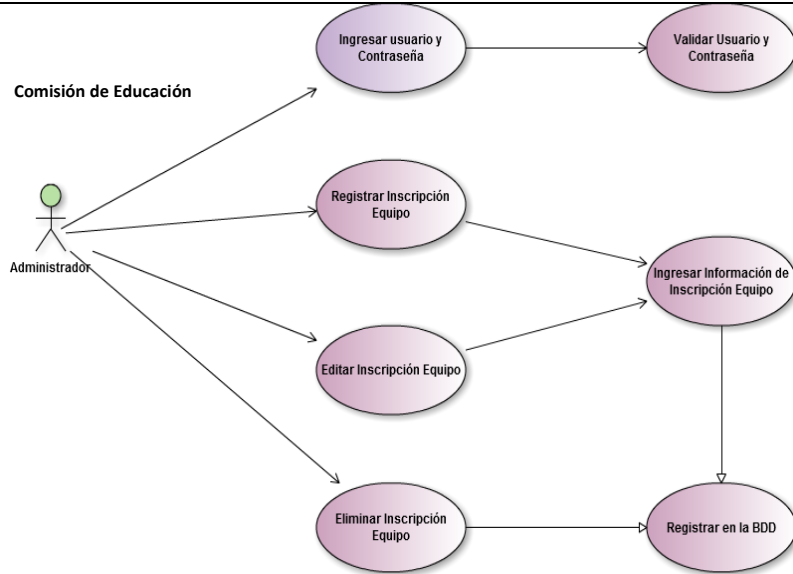 Ingresar usuario y
Contraseña
Validar Usuario y
Contraseña
Comisión de Educación
Registrar Inscripción
Equipo
Administrador
Ingresar Información de
Inscripción Equipo
Editar Inscripción Equipo
Eliminar Inscripción
Equipo
Registrar en la BDD